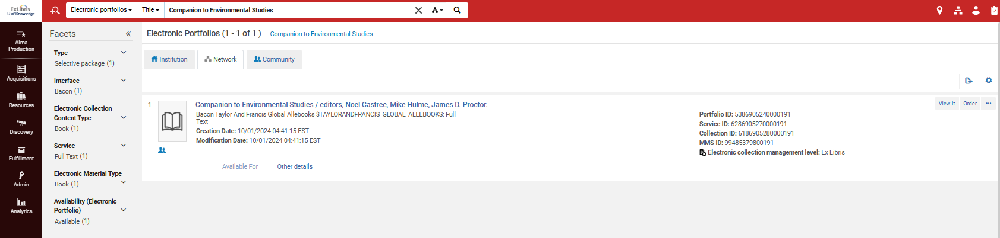 ExLibris
U of Knowledge
Electronic portfolios
Title
Companion to Environmental Studies
Alma
Production
Acquisitions
Resources
Discovery
Fulfillment
Admin
Analytics
Facets
Type
Selective package (1)
Interface
Bacon (1)
Electronic Collection
Content Type
Book (1)
Service
Full Text (1)
Electronic Material Type
Book (1)
Availability (Electronic
Portfolio)
Available (1)
Electronic Portfolios (1 - 1 of 1 ) Companion to Environmental Studies
Institution
Network
Community
1
Companion to Environmental Studies / editors, Noel Castree, Mike Hulme, James D. Proctor.
Bacon Taylor And Francis Global Allebooks $TAYLORANDFRANCIS_GLOBAL_ALLEBOOKS: Full
Text
Creation Date: 10/01/2024 04:41:15 EST
Modification Date: 10/01/2024 04:41:15 EST
Available For
Other details
Portfolio ID: 5386905240000191
Service ID: 6286905270000191
Collection ID: 6186905280000191
MMS ID: 99485379800191
Electronic collection management level: Ex Libris
View It
Order